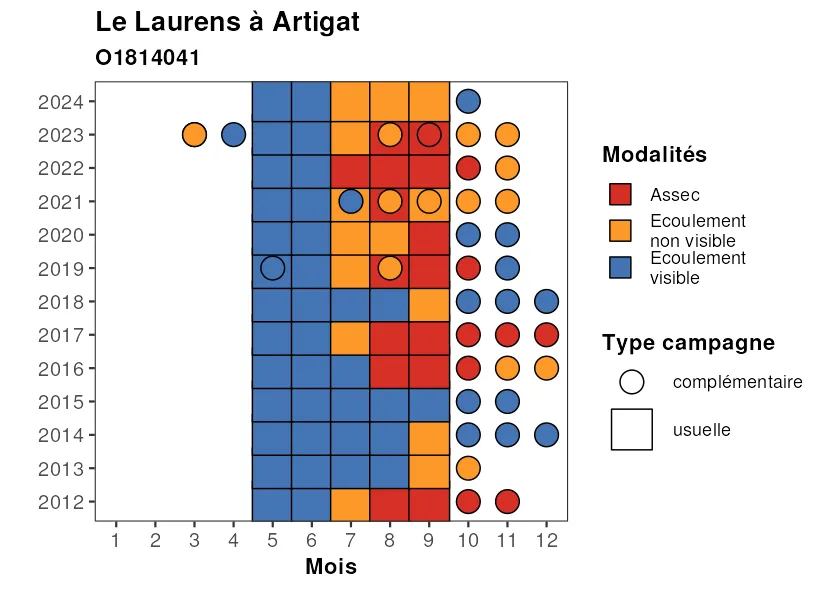 Le Laurens à Artigat
O1814041
2024
2023
2022
2021
2020
2019
2018
2017
2016
2015
2014
2013
2012
1 2 3 4 5 6 7 8 9 10 11 12
Mois
Modalités
Assec
Ecoulement
non visible
Ecoulement
visible
Type campagne
complémentaire
usuelle